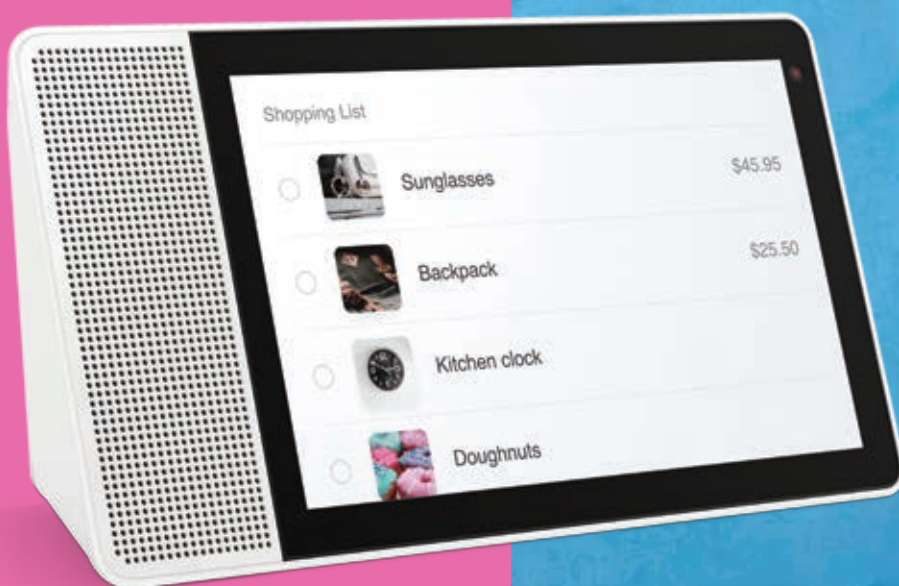 Shopping List
Sunglasses $45.95
Backpack $25.50
Kitchen clock
Doughnuts